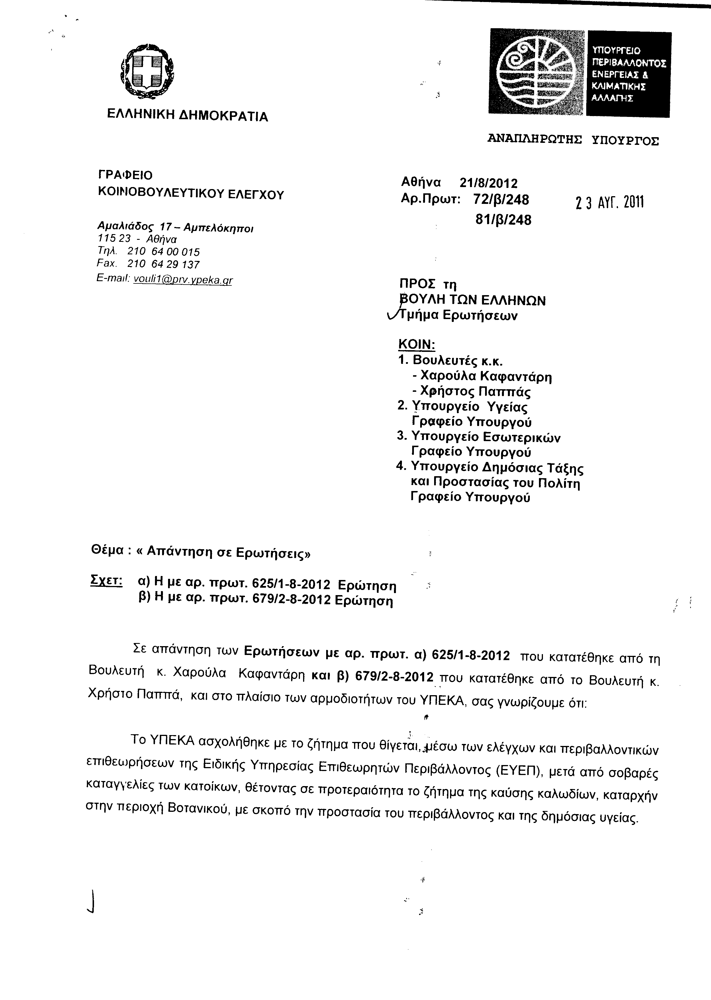 ΥΠΟΥΡΓΕΙΟ
ΠΕΡΙΒΑΛΛΟΝΤΟΣ
ΕΝΕΡΓΕΙΑΣ &
ΚΛΙΜΑΤΙΚΗΣ
ΑΛΛΑΓΗΣ
ΕΛΛΗΝΙΚΗ ΔΗΜΟΚΡΑΤΙΑ
ΑΝΑΠΛΗΡΩΤΗΣ ΥΠΟΥΡΓΟΣ
ΓΡΑΦΕΙΟ
ΚΟΙΝΟΒΟΥΛΕΥΤΙΚΟΥ ΕΛΕΓΧΟΥ
Αμαλιάδος 17 – Αμπελόκηποι
115 23 - Αθήνα
Τηλ. 210 64 00 015
Fax. 210 64 29 137
E-mail: vouli1@prv.ypeka.gr
Αθήνα 21/8/2012
Αρ.Πρωτ: 72/β/248
81/β/248
23 ΑΥΓ. 2011
ΠΡΟΣ τη
ΒΟΥΛΗ ΤΩΝ ΕΛΛΗΝΩΝ
Τμήμα Ερωτήσεων
ΚΟΙΝ:
1. Βουλευτές κ.κ.
- Χαρούλα Καφαντάρη
- Χρήστος Παππάς
2. Υπουργείο Υγείας
Γραφείο Υπουργού
3. Υπουργείο Εσωτερικών
Γραφείο Υπουργού
4. Υπουργείο Δημόσιας Τάξης
και Προστασίας του Πολίτη
Γραφείο Υπουργού
Θέμα : « Απάντηση σε Ερωτήσεις»
Σχετ: α) Η με αρ. πρωτ. 625/1-8-2012 Ερώτηση
β) Η με αρ. πρωτ. 679/2-8-2012 Ερώτηση
Σε απάντηση των Ερωτήσεων με αρ. πρωτ. α) 625/1-8-2012 που κατατέθηκε από τη
Βουλευτή κ. Χαρούλα Καφαντάρη και β) 679/2-8-2012 που κατατέθηκε από το Βουλευτή κ.
Χρήστο Παππά, και στο πλαίσιο των αρμοδιοτήτων του ΥΠΕΚΑ, σας γνωρίζουμε ότι:
Το ΥΠΕΚΑ ασχολήθηκε με το ζήτημα που θίγεται, μέσω των ελέγχων και περιβαλλοντικών
επιθεωρήσεων της Ειδικής Υπηρεσίας Επιθεωρητών Περιβάλλοντος (ΕΥΕΠ), μετά από σοβαρές
καταγγελίες των κατοίκων, θέτοντας σε προτεραιότητα το ζήτημα της καύσης καλωδίων, καταρχήν
στην περιοχή Βοτανικού, με σκοπό την προστασία του περιβάλλοντος και της δημόσιας υγείας.